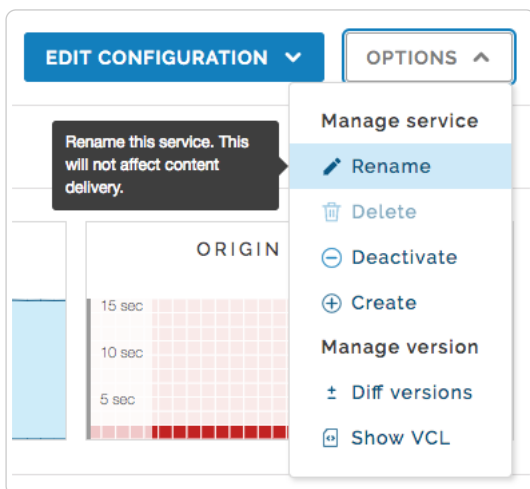 EDIT CONFIGURATION
OPTIONS
Manage service
Rename this service. This
will not affect content
delivery.
Rename
Delete
Deactivate
Create
Manage version
Diff versions
Show VCL
ORIGIN
15 sec
10 sec
5 sec